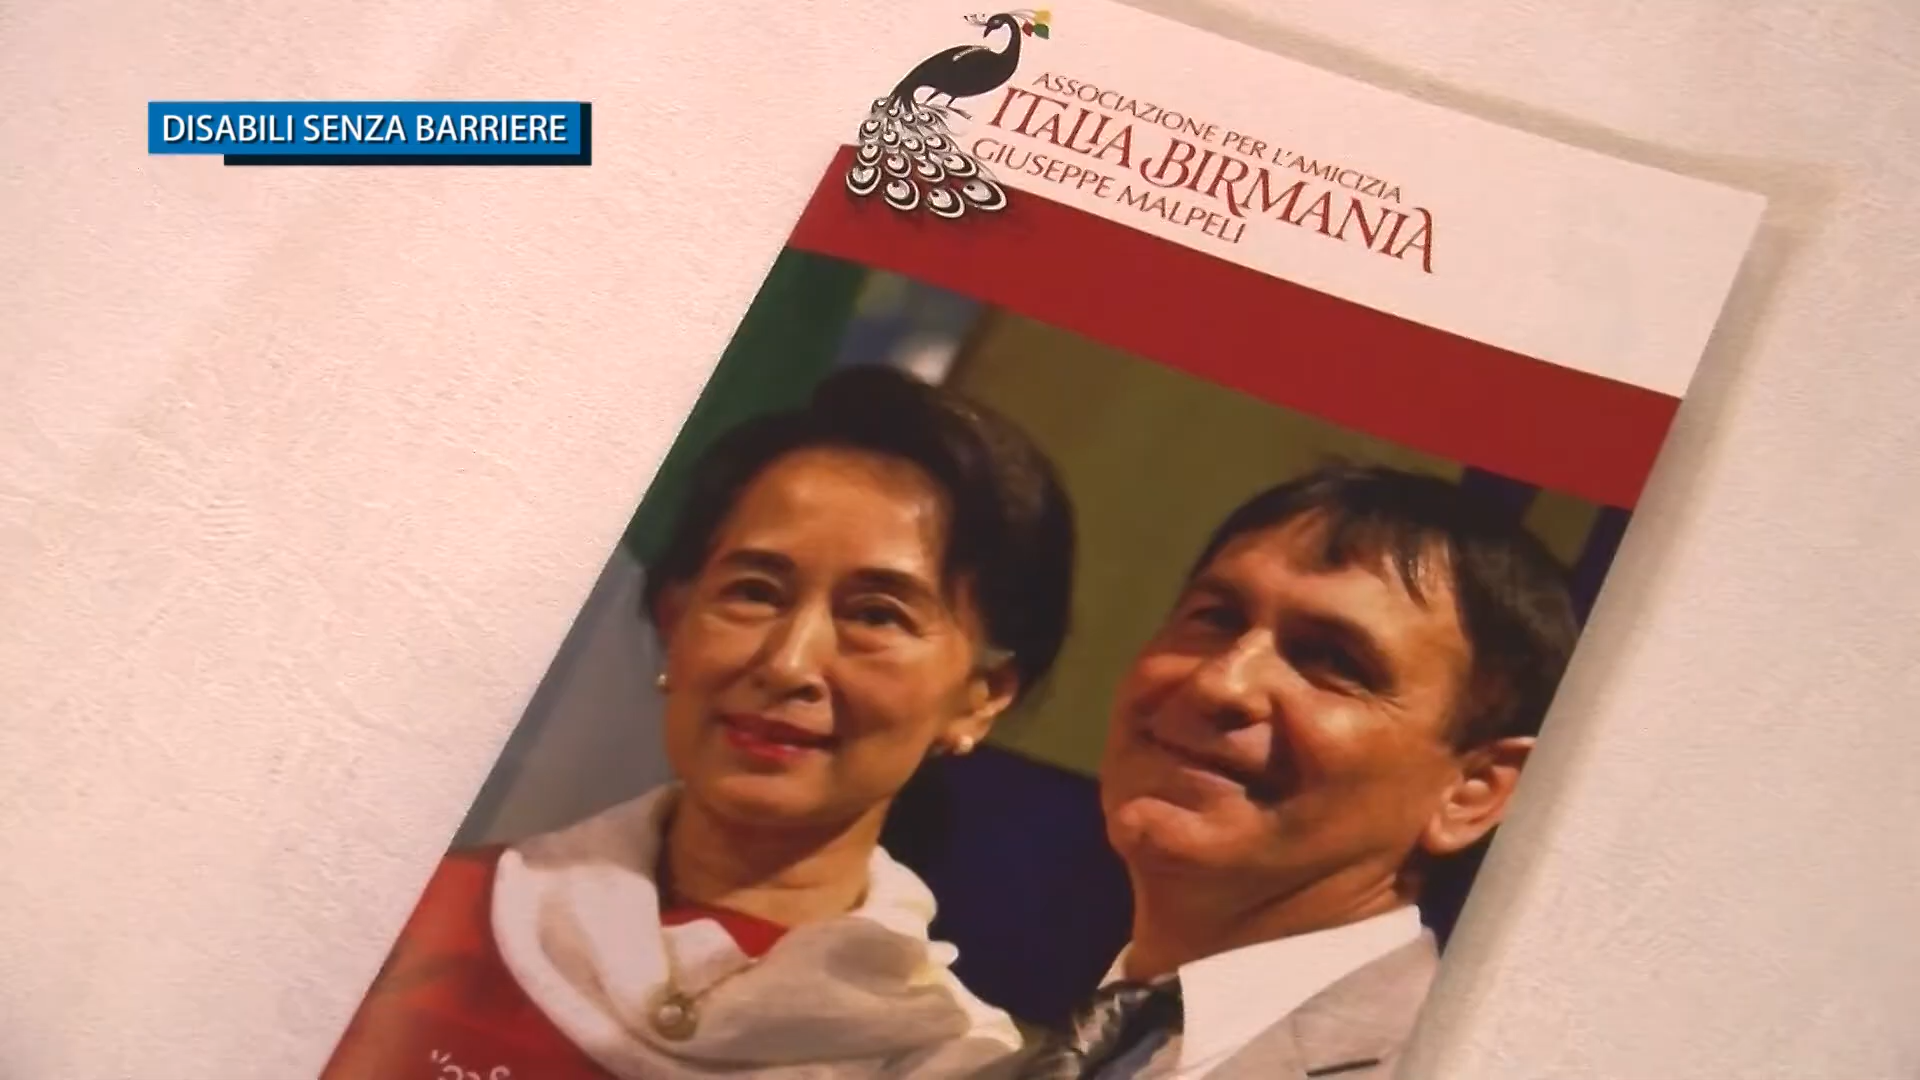 DISABILI SENZA BARRIERE
ASSOCIAZIONE PER L'AMICIZIA
ITALIA BIRMANIA
GIUSEPPE MALPELI